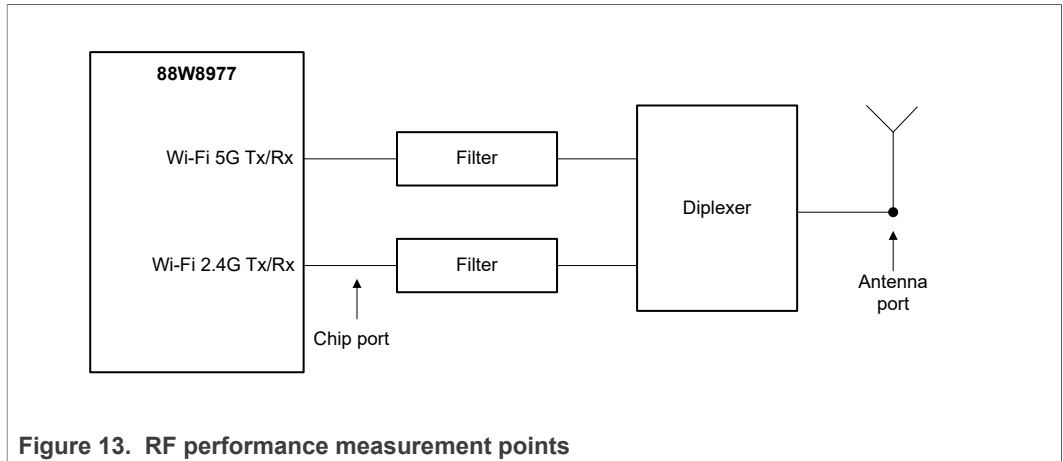 88W8977
Wi-Fi 5G Tx/Rx
Filter
Diplexer
Wi-Fi 2.4G Tx/Rx
Filter
Chip port
Antenna
port
Figure 13. RF performance measurement points